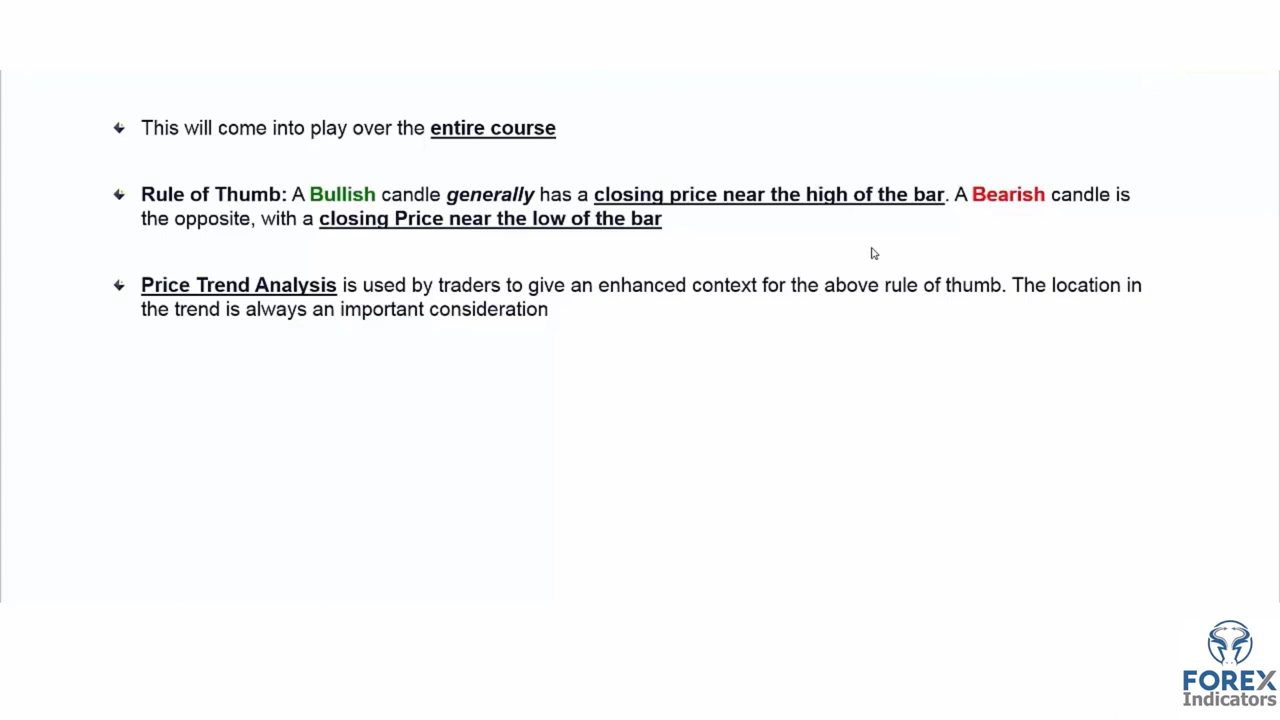 This will come into play over the entire course
Rule of Thumb: A Bullish candle generally has a closing price near the high of the bar. A Bearish candle is
the opposite, with a closing Price near the low of the bar
Price Trend Analysis is used by traders to give an enhanced context for the above rule of thumb. The location in
the trend is always an important consideration
FOREX
Indicators